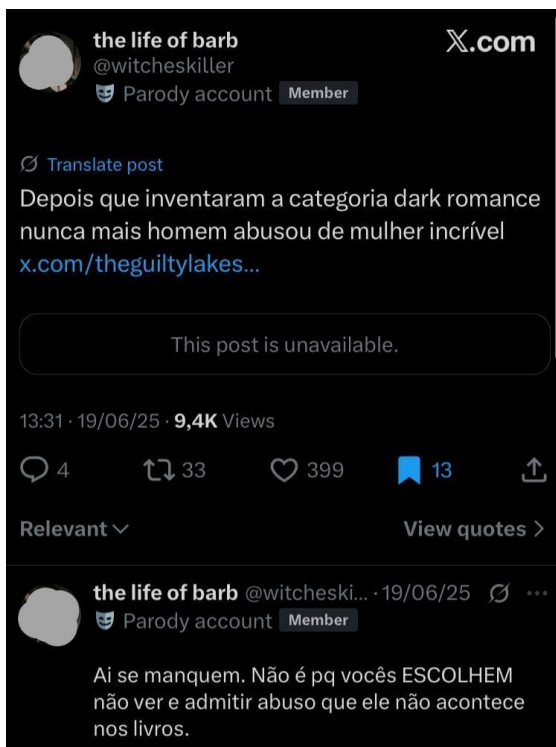 the life of barb
X.com
@witcheskiller
Parody account Member
Translate post
Depois que inventaram a categoria dark romance
nunca mais homem abusou de mulher incrível
x.com/theguiltylakes...
This post is unavailable.
13:31 · 19/06/25 · 9,4K Views
4 33 399 13
Relevant
View quotes
the life of barb @witcheski... · 19/06/25
Parody account Member
Ai se manquem. Não é pq vocês ESCOLHEM
não ver e admitir abuso que ele não acontece
nos livros.